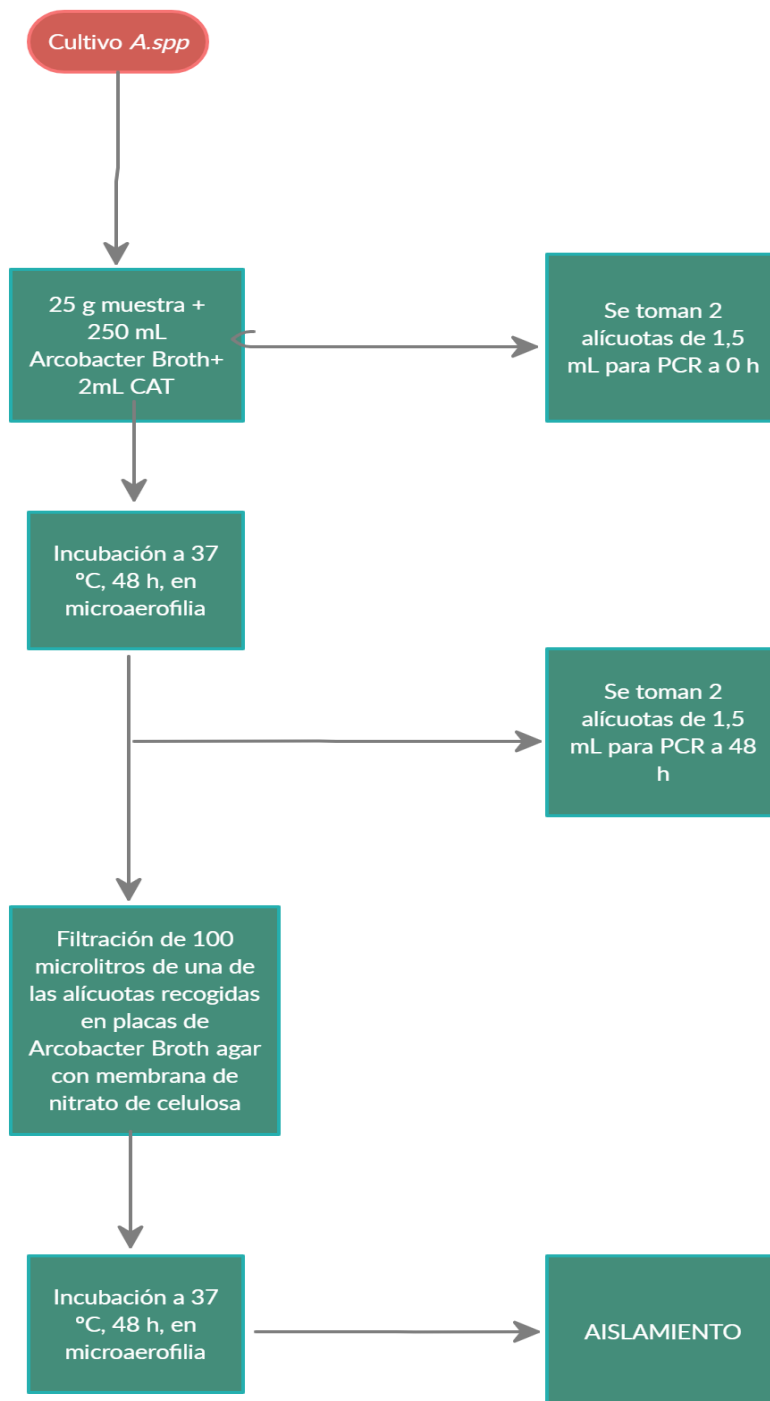 Cultivo A.spp
25 g muestra +
250 mL
Arcobacter Broth+
2mL CAT
Se toman 2
alícuotas de 1,5
mL para PCR a 0 h
Incubación a 37
ºC, 48 h, en
microaerofilia
Se toman 2
alícuotas de 1,5
mL para PCR a 48
h
Filtración de 100
microlitros de una de
las alícuotas recogidas
en placas de
Arcobacter Broth agar
con membrana de
nitrato de celulosa
Incubación a 37
ºC, 48 h, en
microaerofilia
AISLAMIENTO